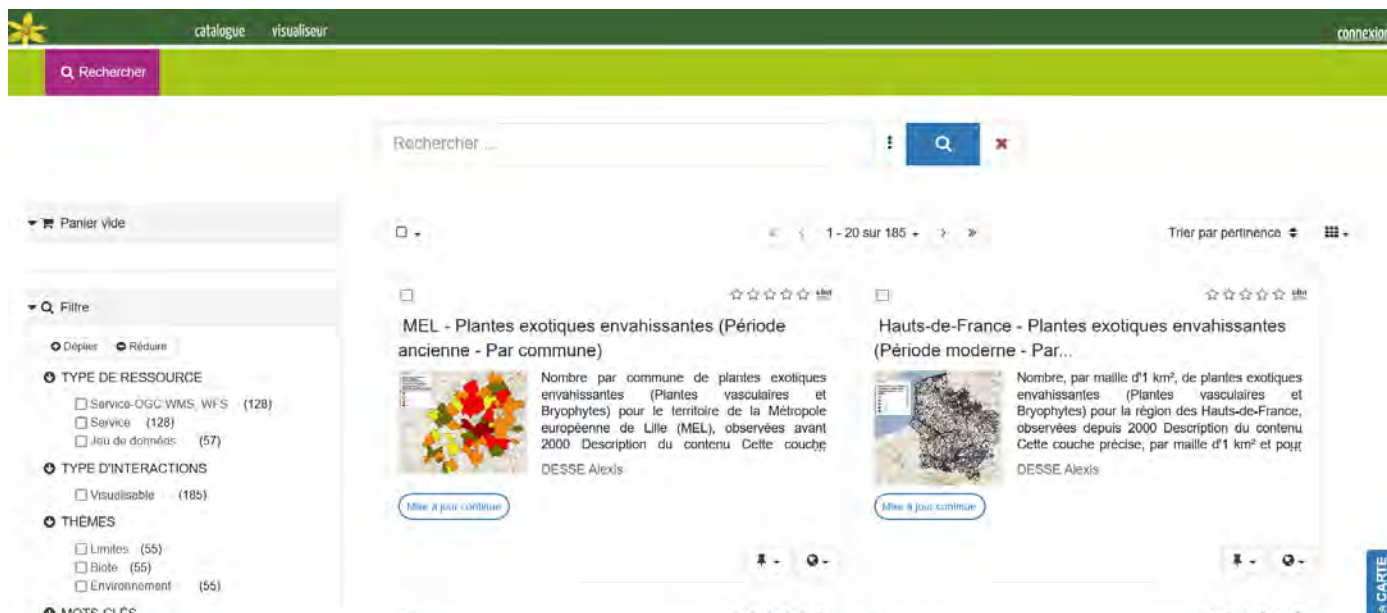 catalogue visualiseur connexion
Rechercher
Rechercher ...
Panier vide
1 - 20 sur 185
Trier par pertinence
Filtre
Déplier Réduire
TYPE DE RESSOURCE
Service-OGC:WMS, WFS (128)
Service (128)
Jeu de données (57)
TYPE D'INTERACTIONS
Visualisable (185)
THÈMES
Limites (55)
Biote (55)
Environnement (55)
MOTS-CLÉS
MEL - Plantes exotiques envahissantes (Période
ancienne - Par commune)
Nombre par commune de plantes exotiques
envahissantes (Plantes vasculaires et
Bryophytes) pour le territoire de la Métropole
européenne de Lille (MEL), observées avant
2000 Description du contenu Cette couche
DESSE Alexis
Mise à jour continue
Hauts-de-France - Plantes exotiques envahissantes
(Période moderne - Par...
Nombre, par maille d'1 km², de plantes exotiques
envahissantes (Plantes vasculaires et
Bryophytes) pour la région des Hauts-de-France,
observées depuis 2000 Description du contenu
Cette couche précise, par maille d'1 km² et pour
DESSE Alexis
Mise à jour continue
CARTE